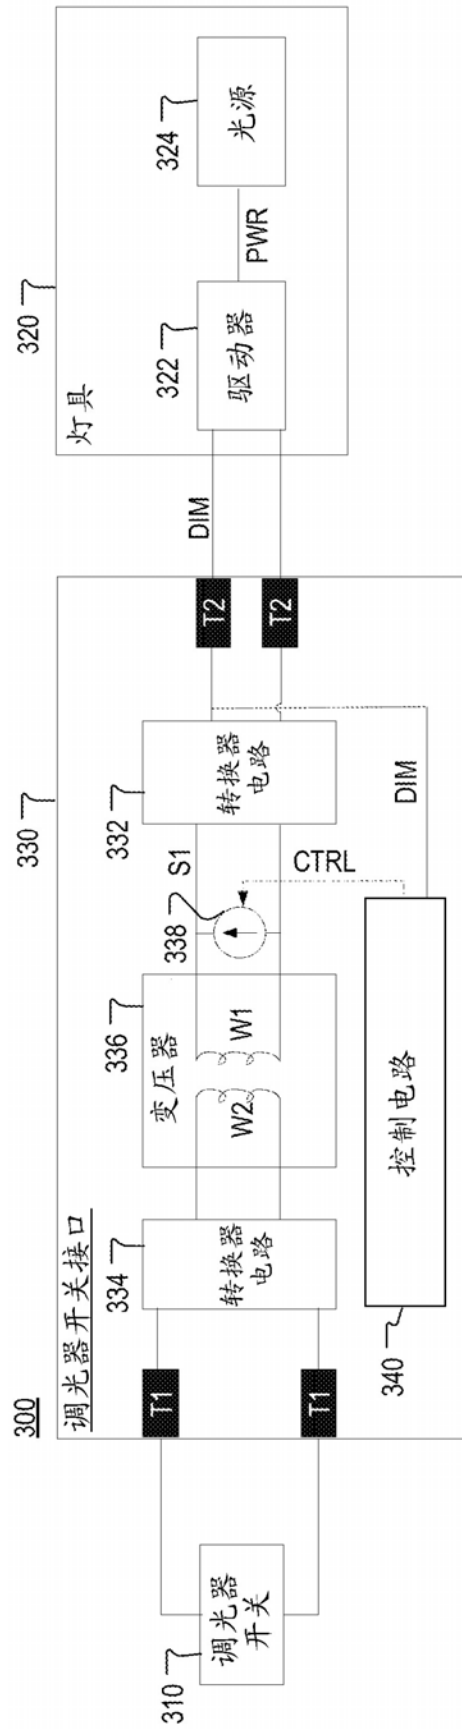 300
调光器开关接口
310
调光器
开关
T1
T1
334
转换器
电路
336
变压器
W2
W1
338
S1
CTRL
332
转换器
电路
330
340
控制电路
DIM
T2
T2
DIM
320
灯具
322
驱动器
PWR
324
光源